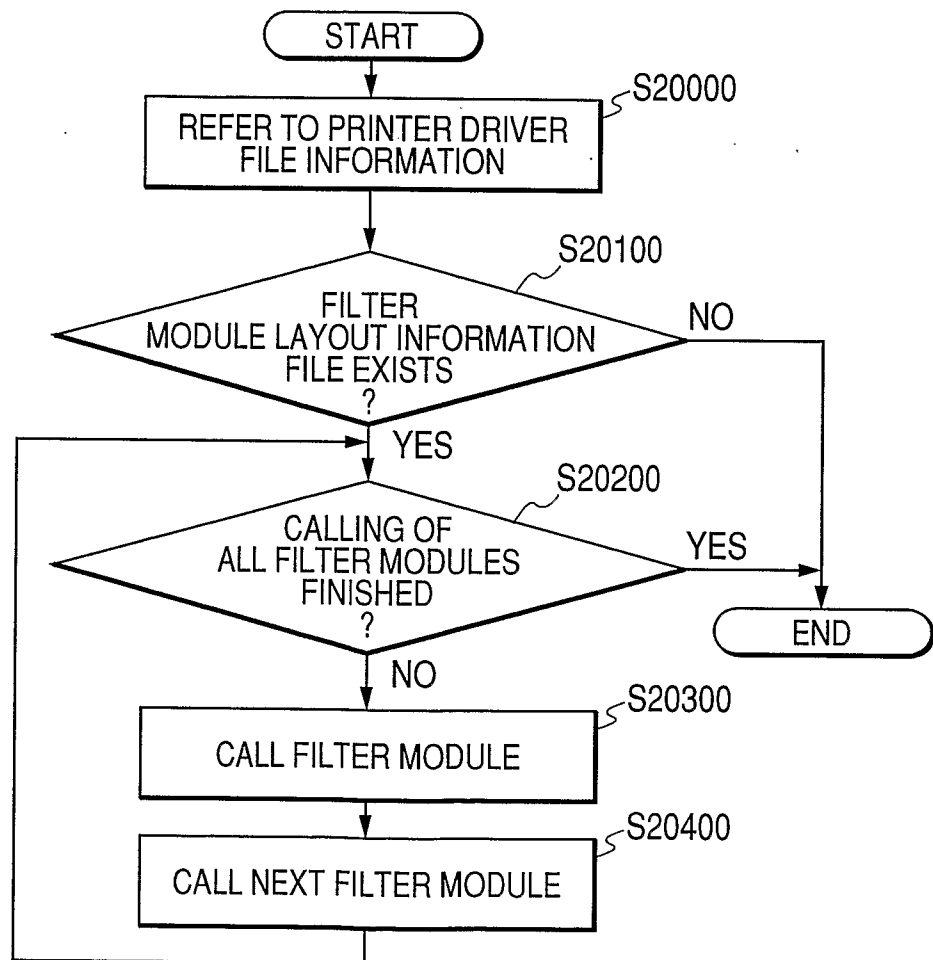 START
S20000
REFER TO PRINTER DRIVER
FILE INFORMATION
S20100
FILTER
MODULE LAYOUT INFORMATION
FILE EXISTS
?
NO
YES
S20200
CALLING OF
ALL FILTER MODULES
FINISHED
?
YES
END
NO
S20300
CALL FILTER MODULE
S20400
CALL NEXT FILTER MODULE